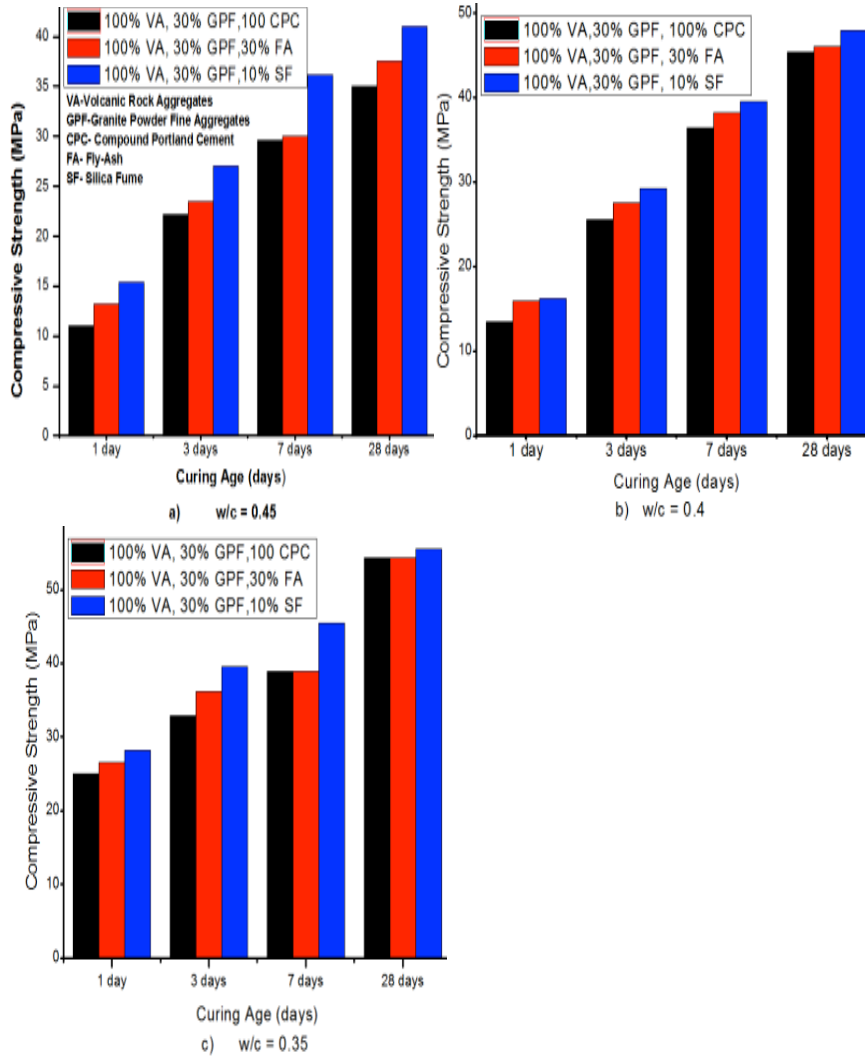 Compressive Strength (MPa)
40
35
30
25
20
15
10
5
0
100% VA, 30% GPF,100 CPC
100% VA, 30% GPF,30% FA
100% VA, 30% GPF,10% SF
VA-Volcanic Rock Aggregates
GPF-Granite Powder Fine Aggregates
CPC- Compound Portland Cement
FA- Fly-Ash
SF- Silica Fume
1 day 3 days 7 days 28 days
Curing Age (days)
a) w/c = 0.45
Compressive Strength (MPa)
50
40
30
20
10
0
100% VA,30% GPF, 100% CPC
100% VA,30% GPF, 30% FA
100% VA,30% GPF, 10% SF
1 day 3 days 7 days 28 days
Curing Age (days)
b) w/c = 0.4
Compressive Strength (MPa)
50
40
30
20
10
0
100% VA, 30% GPF,100 CPC
100% VA, 30% GPF,30% FA
100% VA, 30% GPF,10% SF
1 day 3 days 7 days 28 days
Curing Age (days)
c) w/c = 0.35